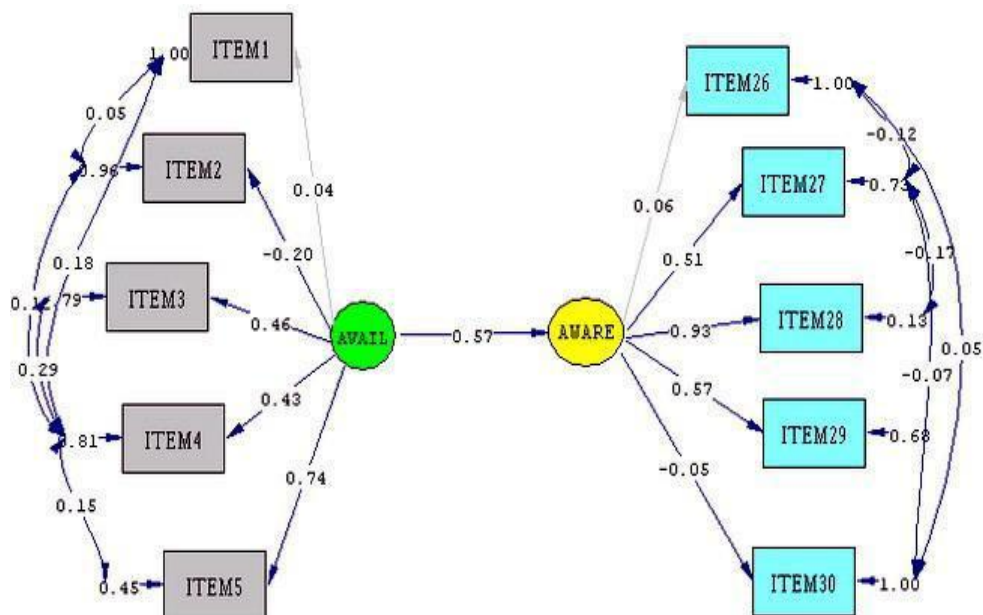 1.00 ITEM1
ITEM26 1.00
0.05
-0.12
0.96 ITEM2
ITEM27 0.73
0.04
0.06
-0.20
0.51
0.18
-0.17
ITEM3
0.46
ITEM28 0.13
AVAIL 0.57 AWARE
0.93
0.05
0.29
-0.07
0.43
0.57
0.81 ITEM4
ITEM29 0.68
0.74
-0.05
0.15
0.45 ITEM5
ITEM30 1.00